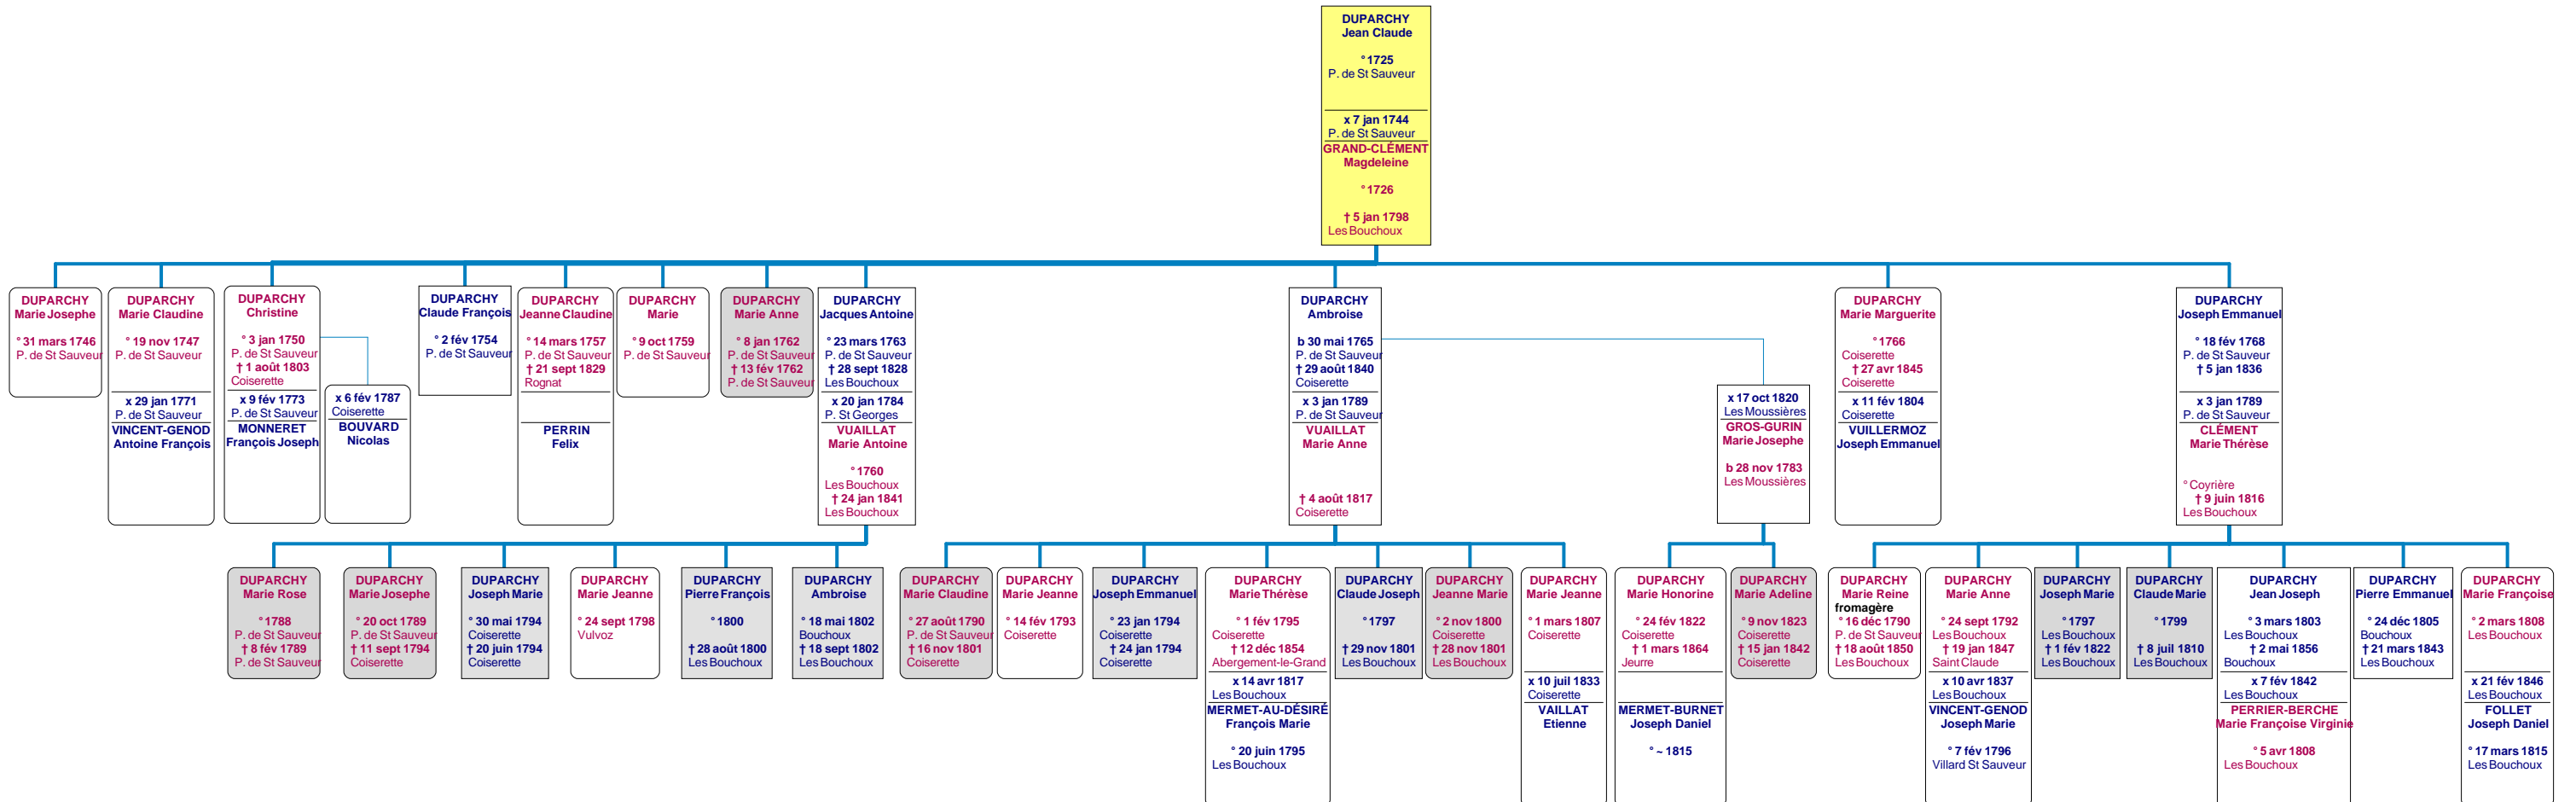 DUPARCHY
Jean Claude
° 1725
P. de St Sauveur
x 7 jan 1744
P. de St Sauveur
GRAND-CLÉMENT
Magdeleine
° 1726
† 5 jan 1798
Les Bouchoux
DUPARCHY
Marie Josephe
° 31 mars 1746
P. de St Sauveur
DUPARCHY
Marie Claudine
° 19 nov 1747
P. de St Sauveur
x 29 jan 1771
P. de St Sauveur
VINCENT-GENOD
Antoine François
DUPARCHY
Christine
° 3 jan 1750
P. de St Sauveur
† 1 août 1803
Coiserette
x 9 fév 1773
P. de St Sauveur
MONNERET
François Joseph
x 6 fév 1787
Coiserette
BOUVARD
Nicolas
DUPARCHY
Claude François
° 2 fév 1754
P. de St Sauveur
DUPARCHY
Jeanne Claudine
° 14 mars 1757
P. de St Sauveur
† 21 sept 1829
Rognat
PERRIN
Felix
DUPARCHY
Marie
° 9 oct 1759
P. de St Sauveur
DUPARCHY
Marie Anne
° 8 jan 1762
P. de St Sauveur
† 13 fév 1762
P. de St Sauveur
DUPARCHY
Jacques Antoine
° 23 mars 1763
P. de St Sauveur
† 28 sept 1828
Les Bouchoux
x 20 jan 1784
P. St Georges
VUAILLAT
Marie Antoine
° 1760
Les Bouchoux
† 24 jan 1841
Les Bouchoux
DUPARCHY
Ambroise
b 30 mai 1765
P. de St Sauveur
† 29 août 1840
Coiserette
x 3 jan 1789
P. de St Sauveur
VUAILLAT
Marie Anne
† 4 août 1817
Coiserette
x 17 oct 1820
Les Moussières
GROS-GURIN
Marie Josephe
b 28 nov 1783
Les Moussières
DUPARCHY
Marie Marguerite
° 1766
Coiserette
† 27 avr 1845
Coiserette
x 11 fév 1804
Coiserette
VUILLERMOZ
Joseph Emmanuel
DUPARCHY
Joseph Emmanuel
° 18 fév 1768
P. de St Sauveur
† 5 jan 1836
x 3 jan 1789
P. de St Sauveur
CLÉMENT
Marie Thérèse
° Coyrière
† 9 juin 1816
Les Bouchoux
DUPARCHY
Marie Rose
° 1788
P. de St Sauveur
† 8 fév 1789
P. de St Sauveur
DUPARCHY
Marie Josephe
° 20 oct 1789
P. de St Sauveur
† 11 sept 1794
Coiserette
DUPARCHY
Joseph Marie
° 30 mai 1794
Coiserette
† 20 juin 1794
Coiserette
DUPARCHY
Marie Jeanne
° 24 sept 1798
Vulvoz
DUPARCHY
Pierre François
° 1800
† 28 août 1800
Les Bouchoux
DUPARCHY
Ambroise
° 18 mai 1802
Bouchoux
† 18 sept 1802
Les Bouchoux
DUPARCHY
Marie Claudine
° 27 août 1790
P. de St Sauveur
† 16 nov 1801
Coiserette
DUPARCHY
Marie Jeanne
° 14 fév 1793
Coiserette
DUPARCHY
Joseph Emmanuel
° 23 jan 1794
Coiserette
† 24 jan 1794
Coiserette
DUPARCHY
Marie Thérèse
° 1 fév 1795
Coiserette
† 12 déc 1854
Abergement-le-Grand
x 14 avr 1817
Les Bouchoux
MERMET-AU-DÉSIRÉ
François Marie
° 20 juin 1795
Les Bouchoux
DUPARCHY
Claude Joseph
° 1797
† 29 nov 1801
Les Bouchoux
DUPARCHY
Jeanne Marie
° 2 nov 1800
Coiserette
† 28 nov 1801
Les Bouchoux
DUPARCHY
Marie Jeanne
° 1 mars 1807
Coiserette
x 10 juil 1833
Coiserette
VAILLAT
Etienne
DUPARCHY
Marie Honorine
° 24 fév 1822
Coiserette
† 1 mars 1864
Jeurre
MERMET-BURNET
Joseph Daniel
° ~ 1815
DUPARCHY
Marie Adeline
° 9 nov 1823
Coiserette
† 15 jan 1842
Coiserette
DUPARCHY
Marie Reine
fromagère
° 16 déc 1790
P. de St Sauveur
† 18 août 1850
Les Bouchoux
DUPARCHY
Marie Anne
° 24 sept 1792
Les Bouchoux
† 19 jan 1847
Saint Claude
x 10 avr 1837
Les Bouchoux
VINCENT-GENOD
Joseph Marie
° 7 fév 1796
Villard St Sauveur
DUPARCHY
Joseph Marie
° 1797
Les Bouchoux
† 1 fév 1822
Les Bouchoux
DUPARCHY
Claude Marie
° 1799
† 8 juil 1810
Les Bouchoux
DUPARCHY
Jean Joseph
° 3 mars 1803
Les Bouchoux
† 2 mai 1856
Bouchoux
x 7 fév 1842
Les Bouchoux
PERRIER-BERCHE
Marie Françoise Virginie
° 5 avr 1808
Les Bouchoux
DUPARCHY
Pierre Emmanuel
° 24 déc 1805
Bouchoux
† 21 mars 1843
Les Bouchoux
DUPARCHY
Marie Françoise
° 2 mars 1808
Les Bouchoux
x 21 fév 1846
Les Bouchoux
FOLLET
Joseph Daniel
° 17 mars 1815
Les Bouchoux